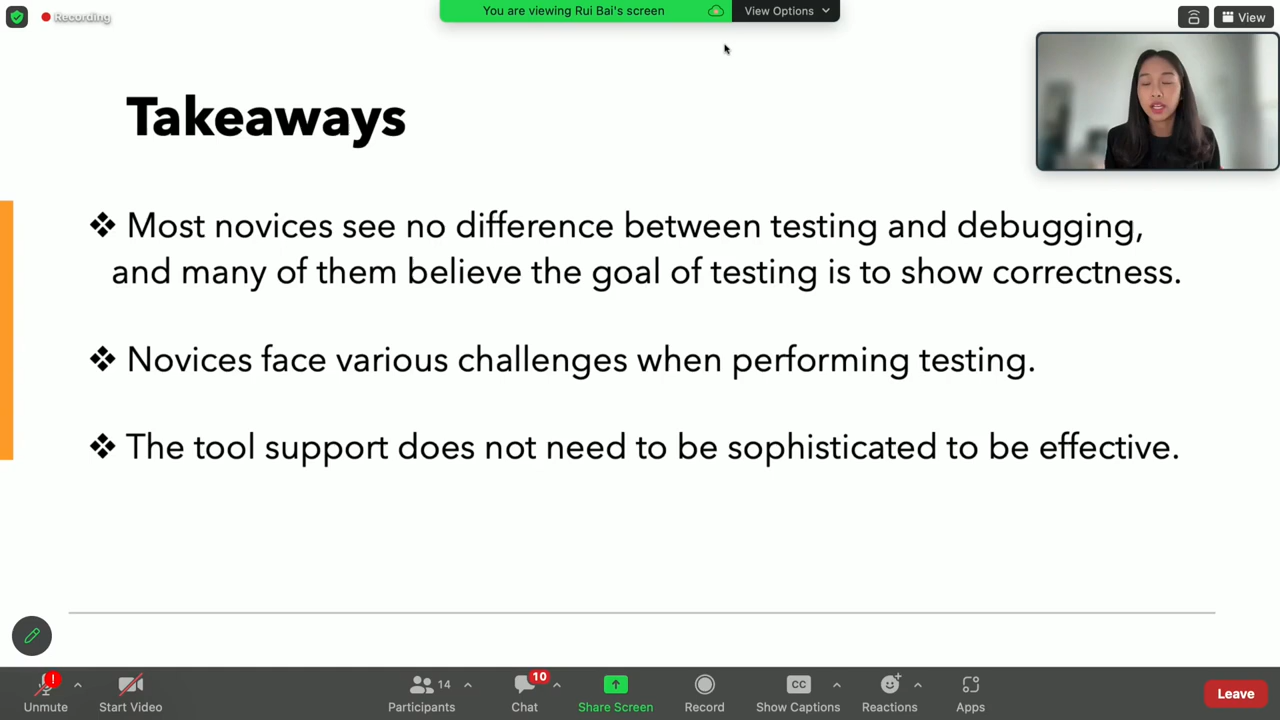 Recording
You are viewing Rui Bai's screen
View Options
View
Takeaways
❖ Most novices see no difference between testing and debugging,
and many of them believe the goal of testing is to show correctness.
❖ Novices face various challenges when performing testing.
❖ The tool support does not need to be sophisticated to be effective.
Unmute
Start Video
Participants
14
Chat
10
Share Screen
Record
CC
Show Captions
Reactions
Apps
Leave